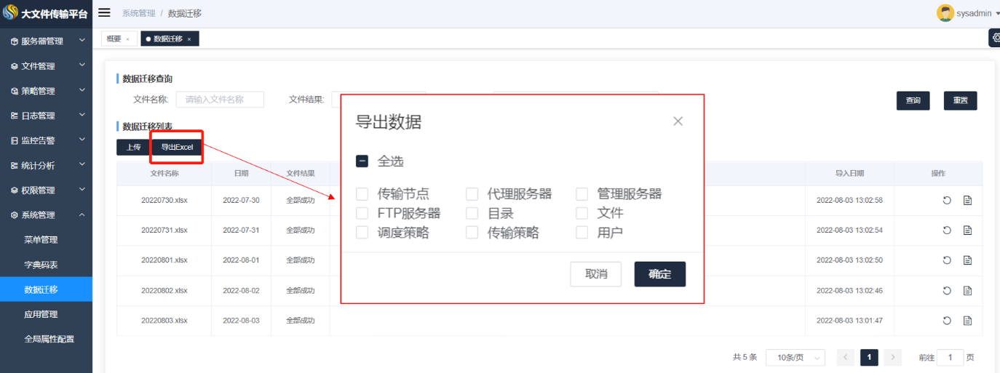 大文件传输平台
系统管理 / 数据迁移
sysadmin
概要 ×
数据迁移 ×
服务器管理
文件管理
策略管理
日志管理
监控告警
统计分析
权限管理
系统管理
菜单管理
字典码表
数据迁移
应用管理
全局属性配置
数据迁移查询
文件名称: 请输入文件名称 文件结果: 查询 重置
数据迁移列表
上传 导出Excel
文件名称 日期 文件结果 导入日期 操作
20220730.xlsx 2022-07-30 全部成功 2022-08-03 13:02:58
20220731.xlsx 2022-07-31 全部成功 2022-08-03 13:02:54
20220801.xlsx 2022-08-01 全部成功 2022-08-03 13:02:50
20220802.xlsx 2022-08-02 全部成功 2022-08-03 13:02:46
20220803.xlsx 2022-08-03 全部成功 2022-08-03 13:01:47
导出数据
全选
传输节点 代理服务器 管理服务器
FTP服务器 目录 文件
调度策略 传输策略 用户
取消 确定
共 5 条 10条/页 1 前往 1 页